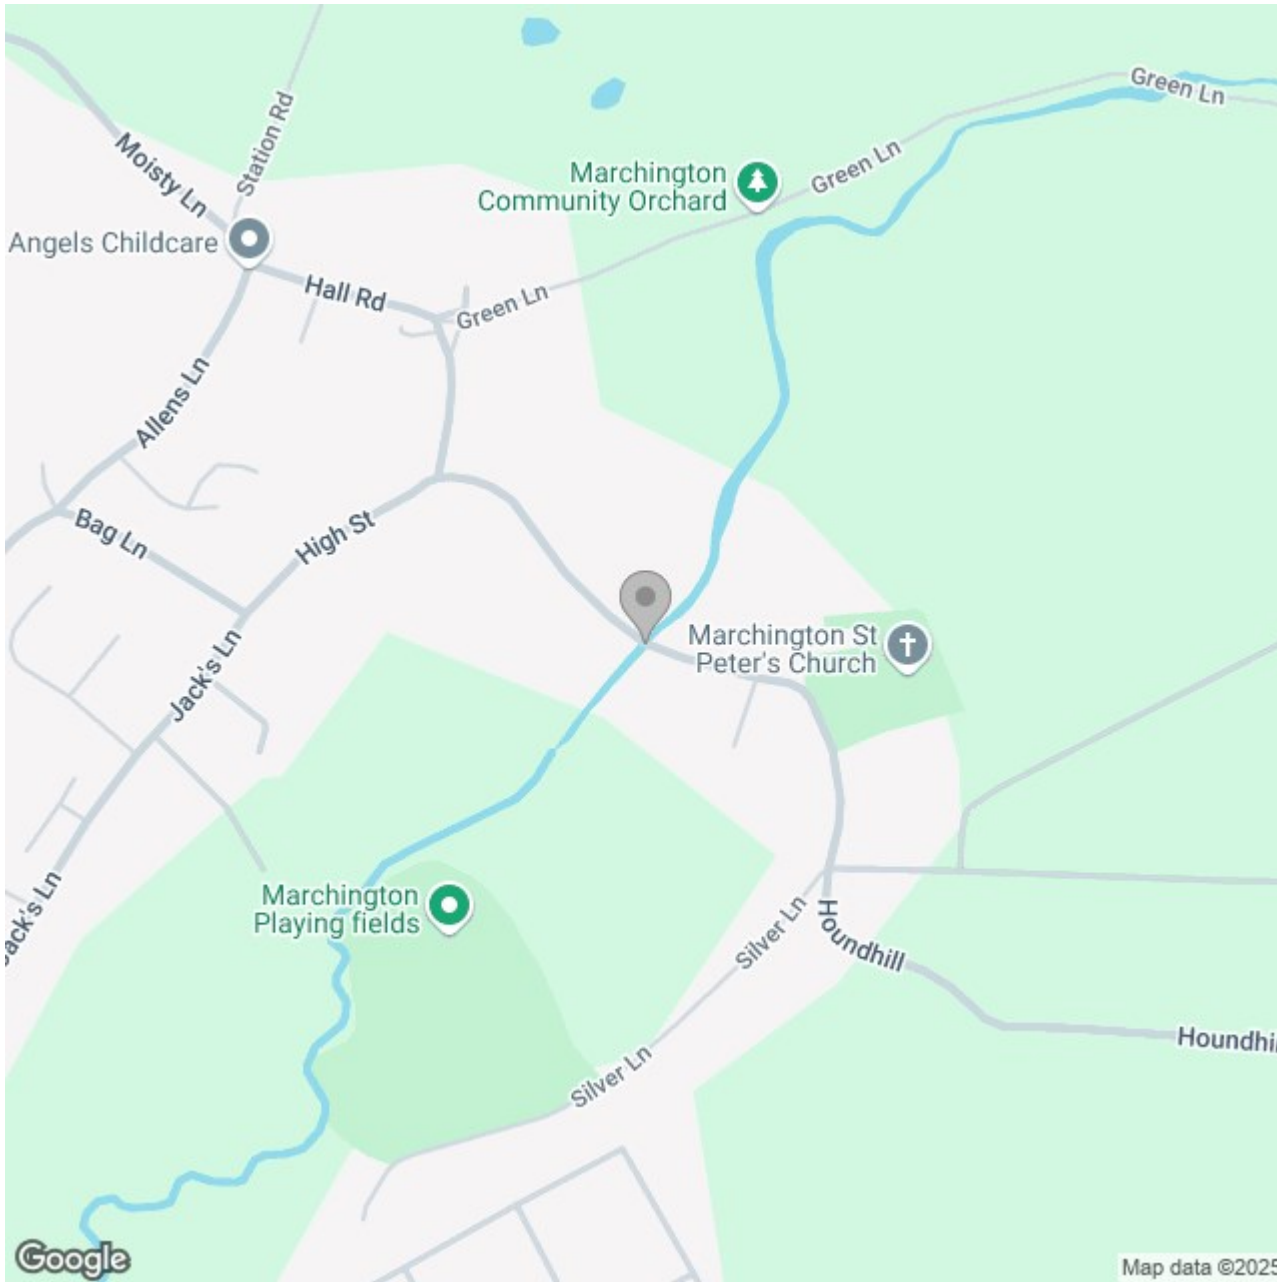 Green Ln
Station Rd
Moisty Ln
Marchington
Community Orchard
Green Ln
Angels Childcare
Hall Rd
Green Ln
Allens Ln
Bag Ln
High St
Marchington St
Peter's Church
Jack's Ln
Marchington
Playing fields
Jack's Ln
Silver Ln
Houndhill
Houndhil
Silver Ln
Google
Map data ©2025